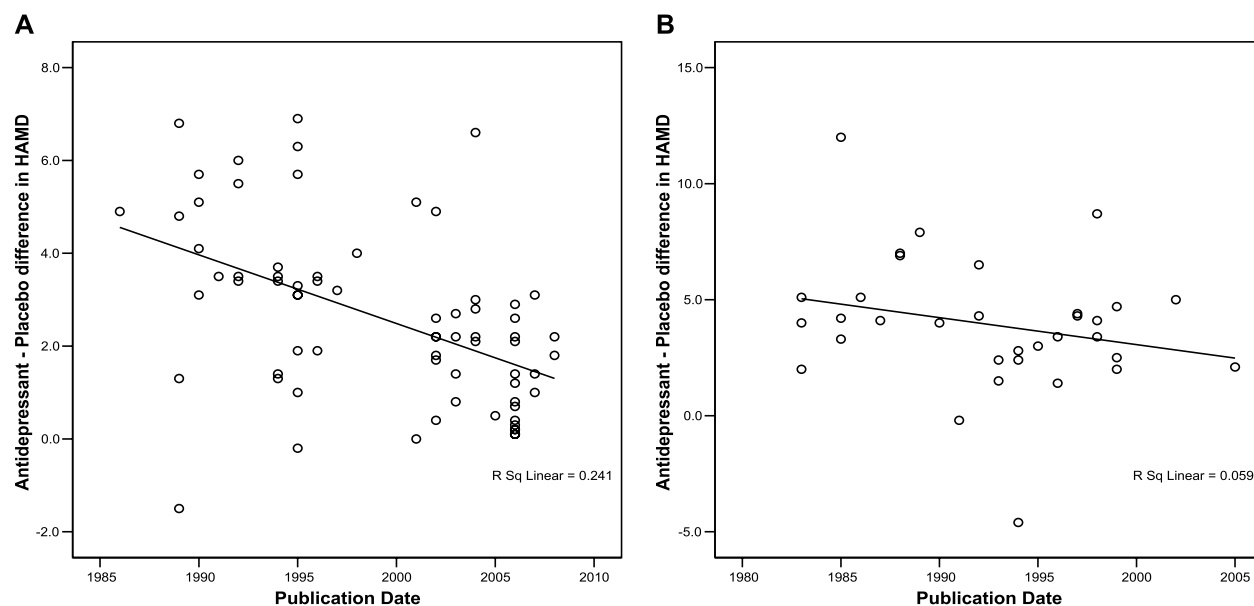 A
Antidepressant - Placebo difference in HAMD
8.0
6.0
4.0
2.0
0.0
-2.0
R Sq Linear = 0.241
1985 1990 1995 2000 2005 2010
Publication Date
B
Antidepressant - Placebo difference in HAMD
15.0
10.0
5.0
0.0
-5.0
R Sq Linear = 0.059
1980 1985 1990 1995 2000 2005
Publication Date